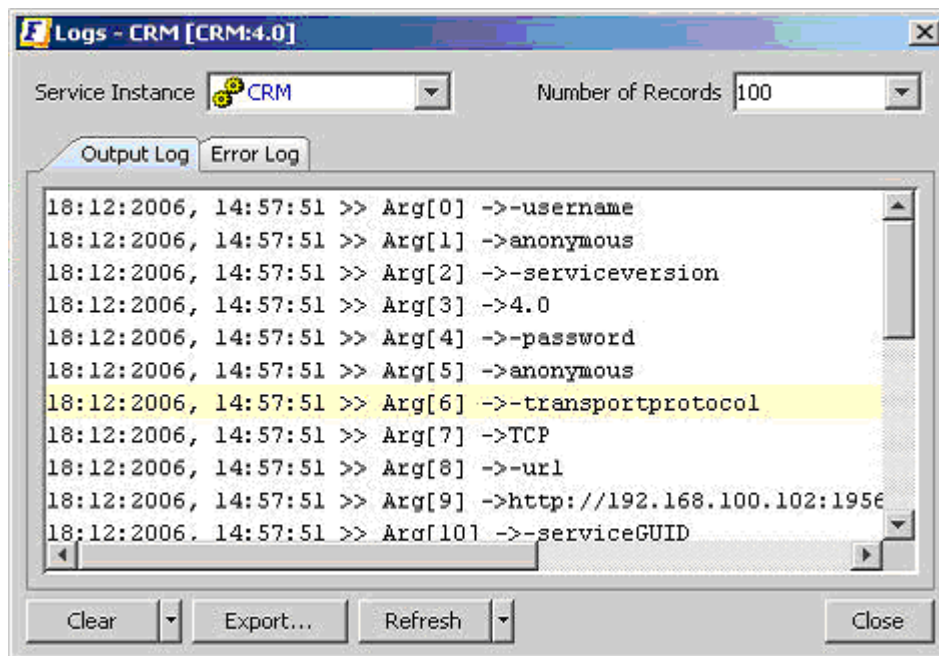 Logs - CRM [CRM:4.0]
Service Instance CRM Number of Records 100
Output Log Error Log
18:12:2006, 14:57:51 >> Arg[0] ->-username
18:12:2006, 14:57:51 >> Arg[1] ->anonymous
18:12:2006, 14:57:51 >> Arg[2] ->-serviceversion
18:12:2006, 14:57:51 >> Arg[3] ->4.0
18:12:2006, 14:57:51 >> Arg[4] ->-password
18:12:2006, 14:57:51 >> Arg[5] ->anonymous
18:12:2006, 14:57:51 >> Arg[6] ->-transportprotocol
18:12:2006, 14:57:51 >> Arg[7] ->TCP
18:12:2006, 14:57:51 >> Arg[8] ->-url
18:12:2006, 14:57:51 >> Arg[9] ->http://192.168.100.102:1956
18:12:2006, 14:57:51 >> Arg[10] ->-serviceGUID
Clear Export... Refresh Close